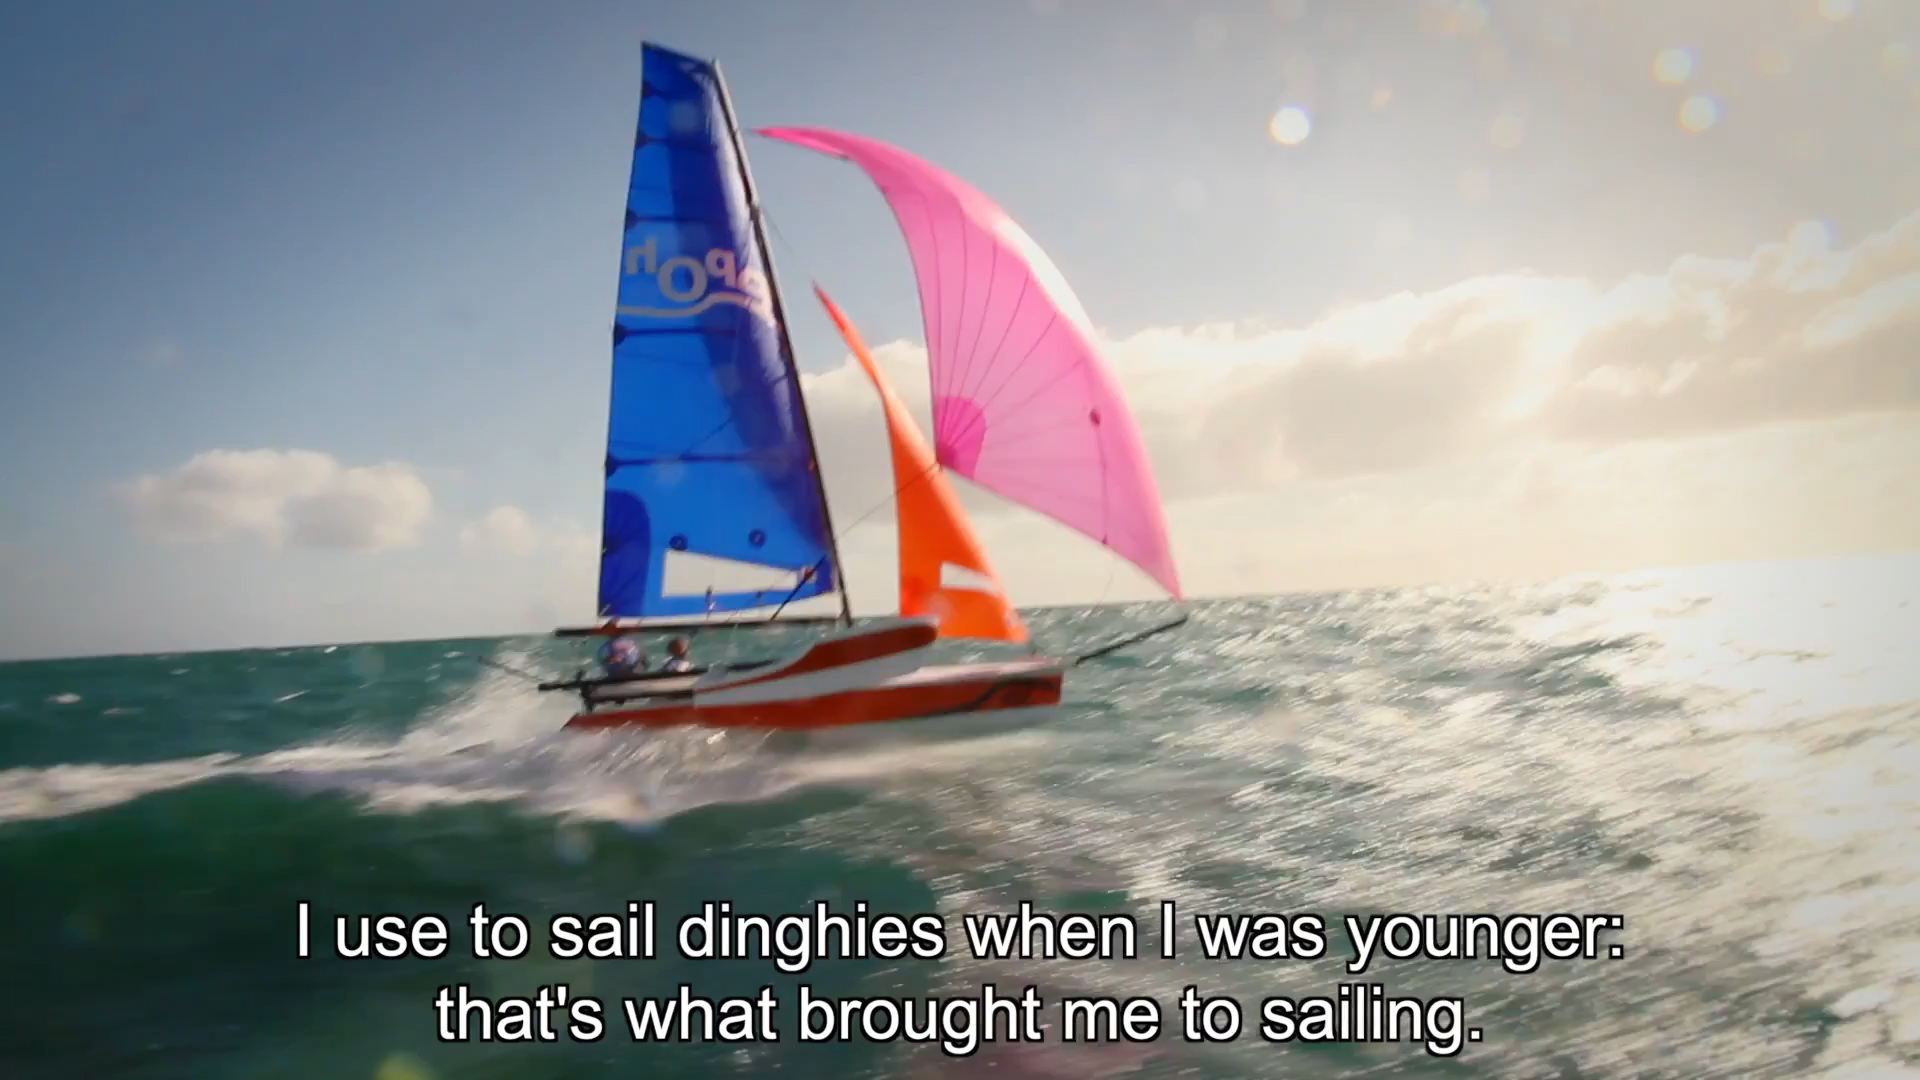 I use to sail dinghies when I was younger:
that's what brought me to sailing.